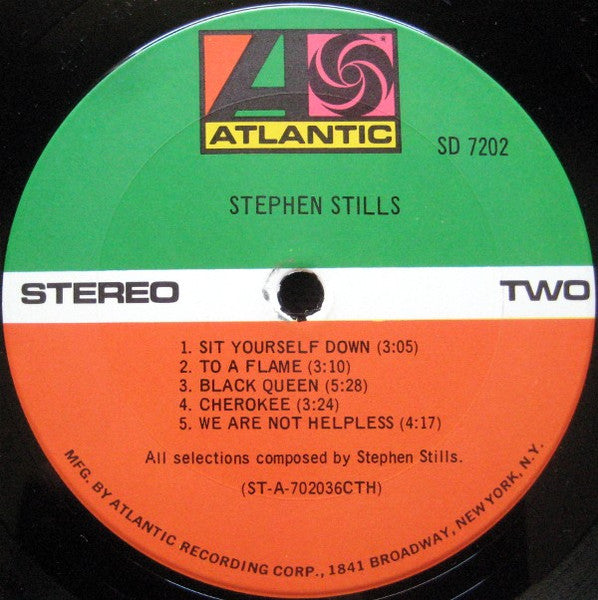 ATLANTIC
SD 7202
STEPHEN STILLS
STEREO
TWO
1. SIT YOURSELF DOWN (3:05)
2. TO A FLAME (3:10)
3. BLACK QUEEN (5:28)
4. CHEROKEE (3:24)
5. WE ARE NOT HELPLESS (4:17)
All selections composed by Stephen Stills.
(ST-A-702036CTH)
MFG. BY ATLANTIC RECORDING CORP., 1841 BROADWAY, NEW YORK, N.Y.